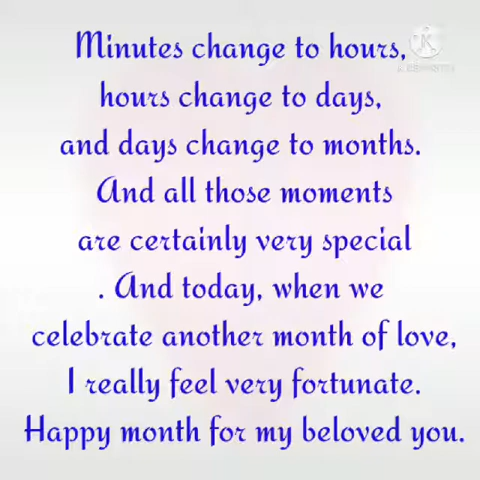 Minutes change to hours,
hours change to days,
and days change to months.
And all those moments
are certainly very special
. And today, when we
celebrate another month of love,
I really feel very fortunate.
Happy month for my beloved you.